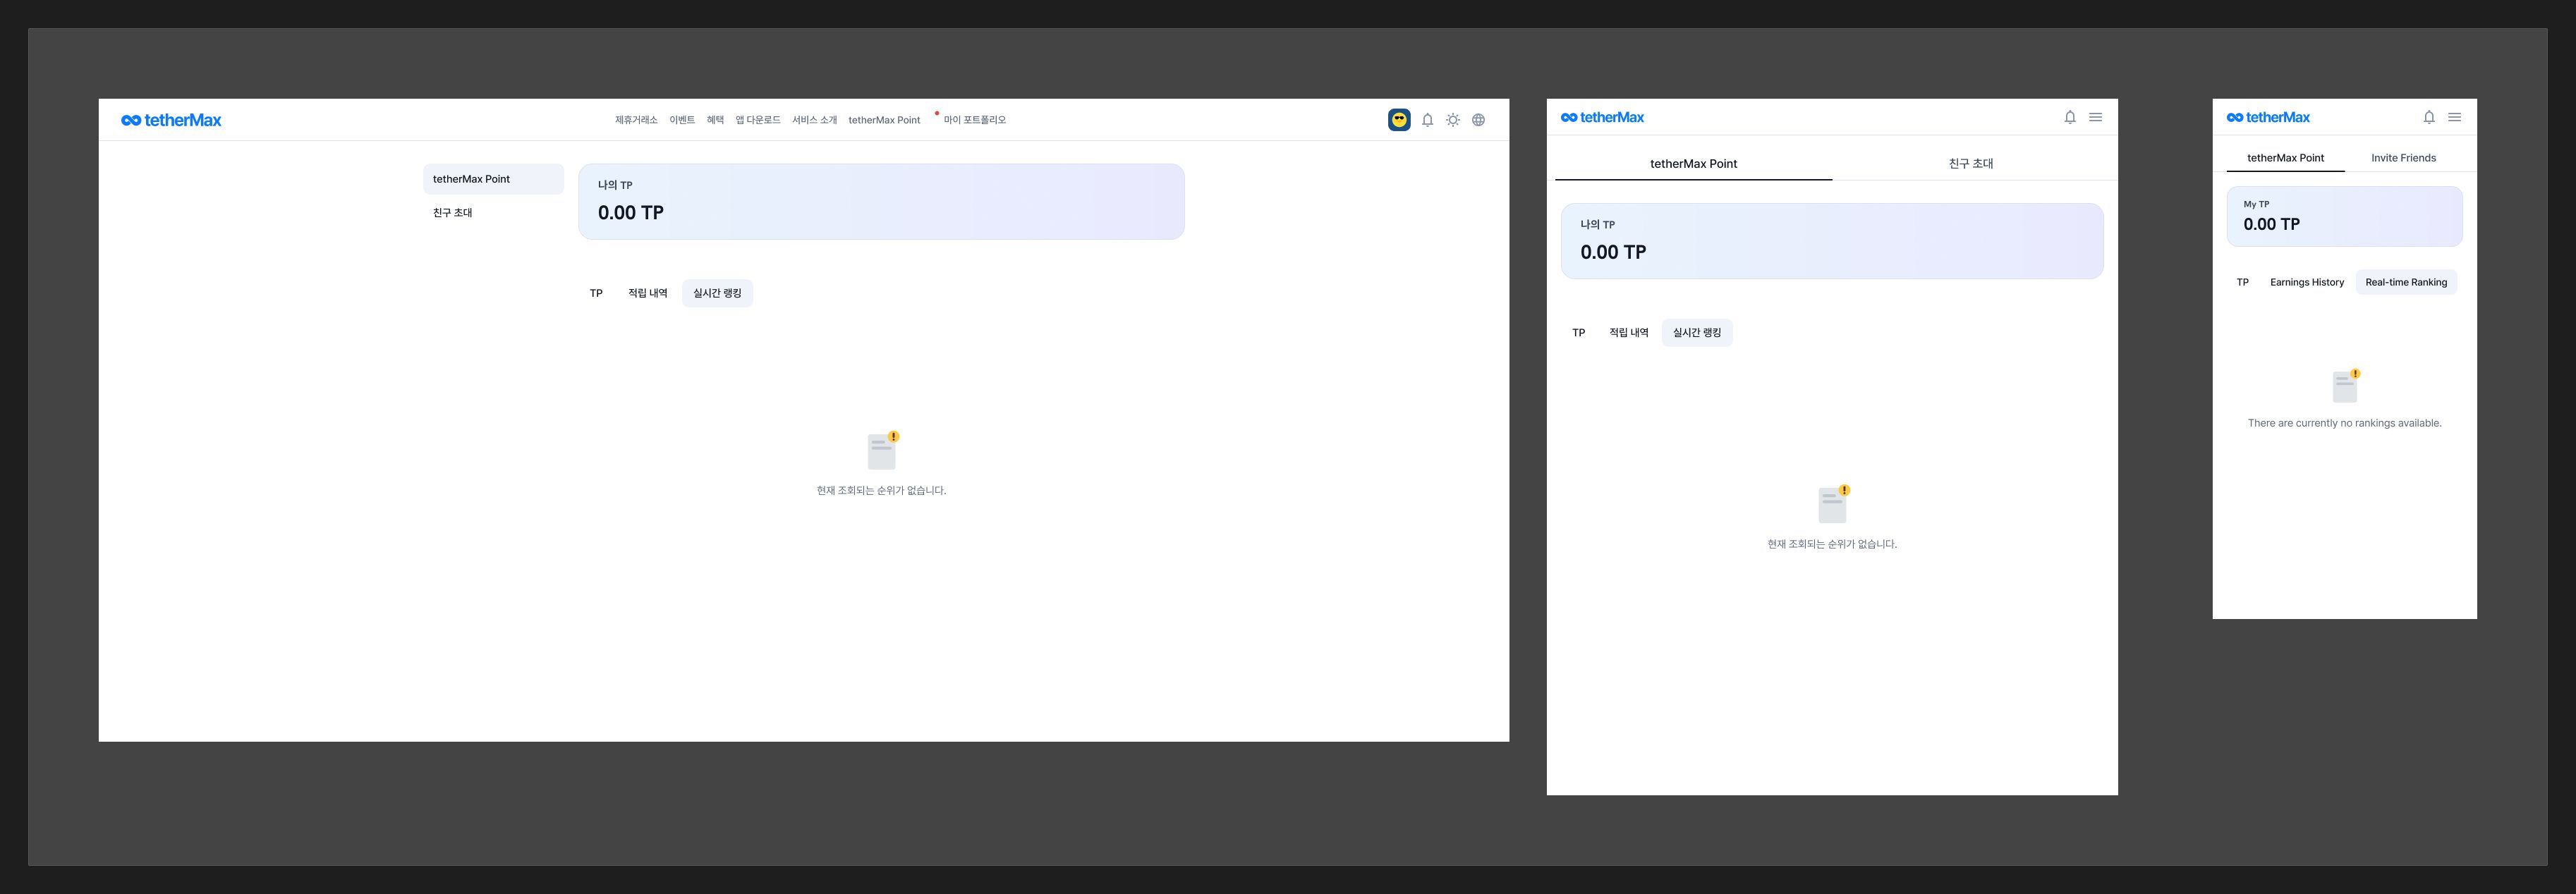 tetherMax
제휴거래소 이벤트 혜택 앱 다운로드 서비스 소개 tetherMax Point 마이 포트폴리오
tetherMax Point
친구 초대
나의 TP
0.00 TP
TP 적립 내역 실시간 랭킹
현재 조회되는 순위가 없습니다.
tetherMax
tetherMax Point 친구 초대
나의 TP
0.00 TP
TP 적립 내역 실시간 랭킹
현재 조회되는 순위가 없습니다.
tetherMax
tetherMax Point Invite Friends
My TP
0.00 TP
TP Earnings History Real-time Ranking
There are currently no rankings available.